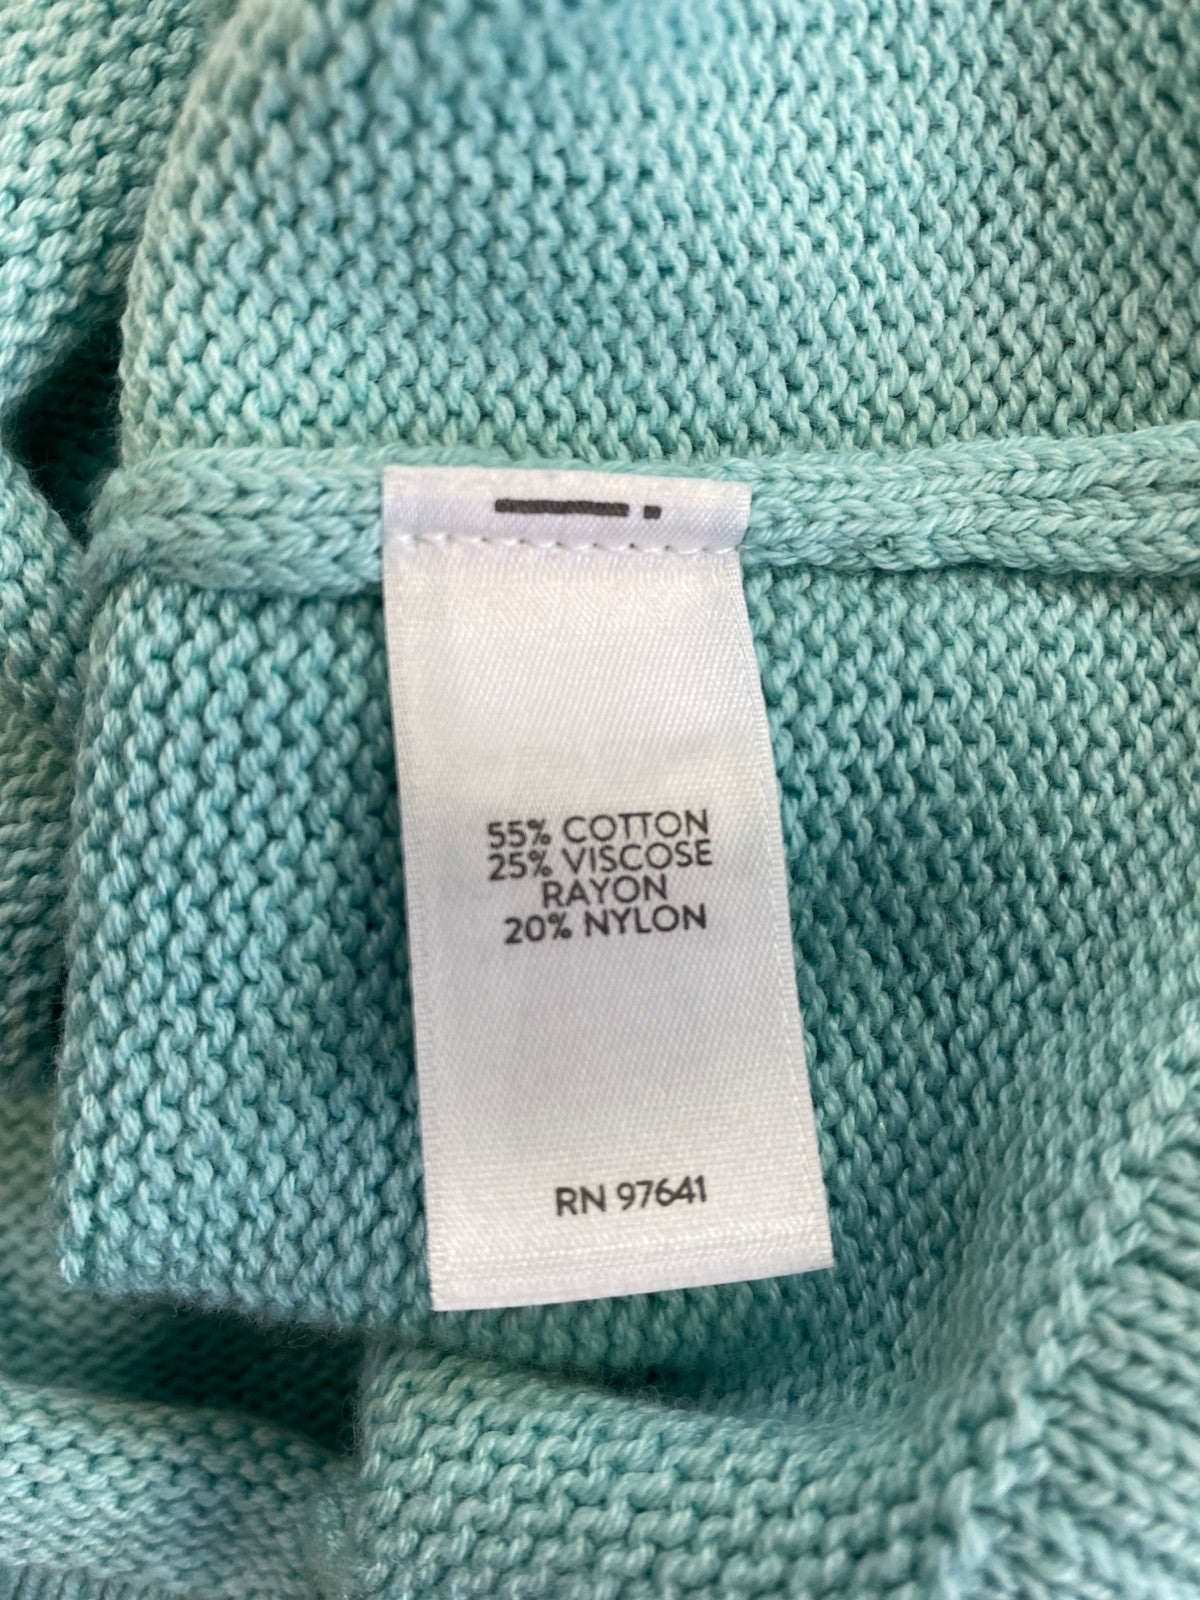 55% COTTON
25% VISCOSE
RAYON
20% NYLON
RN 97641